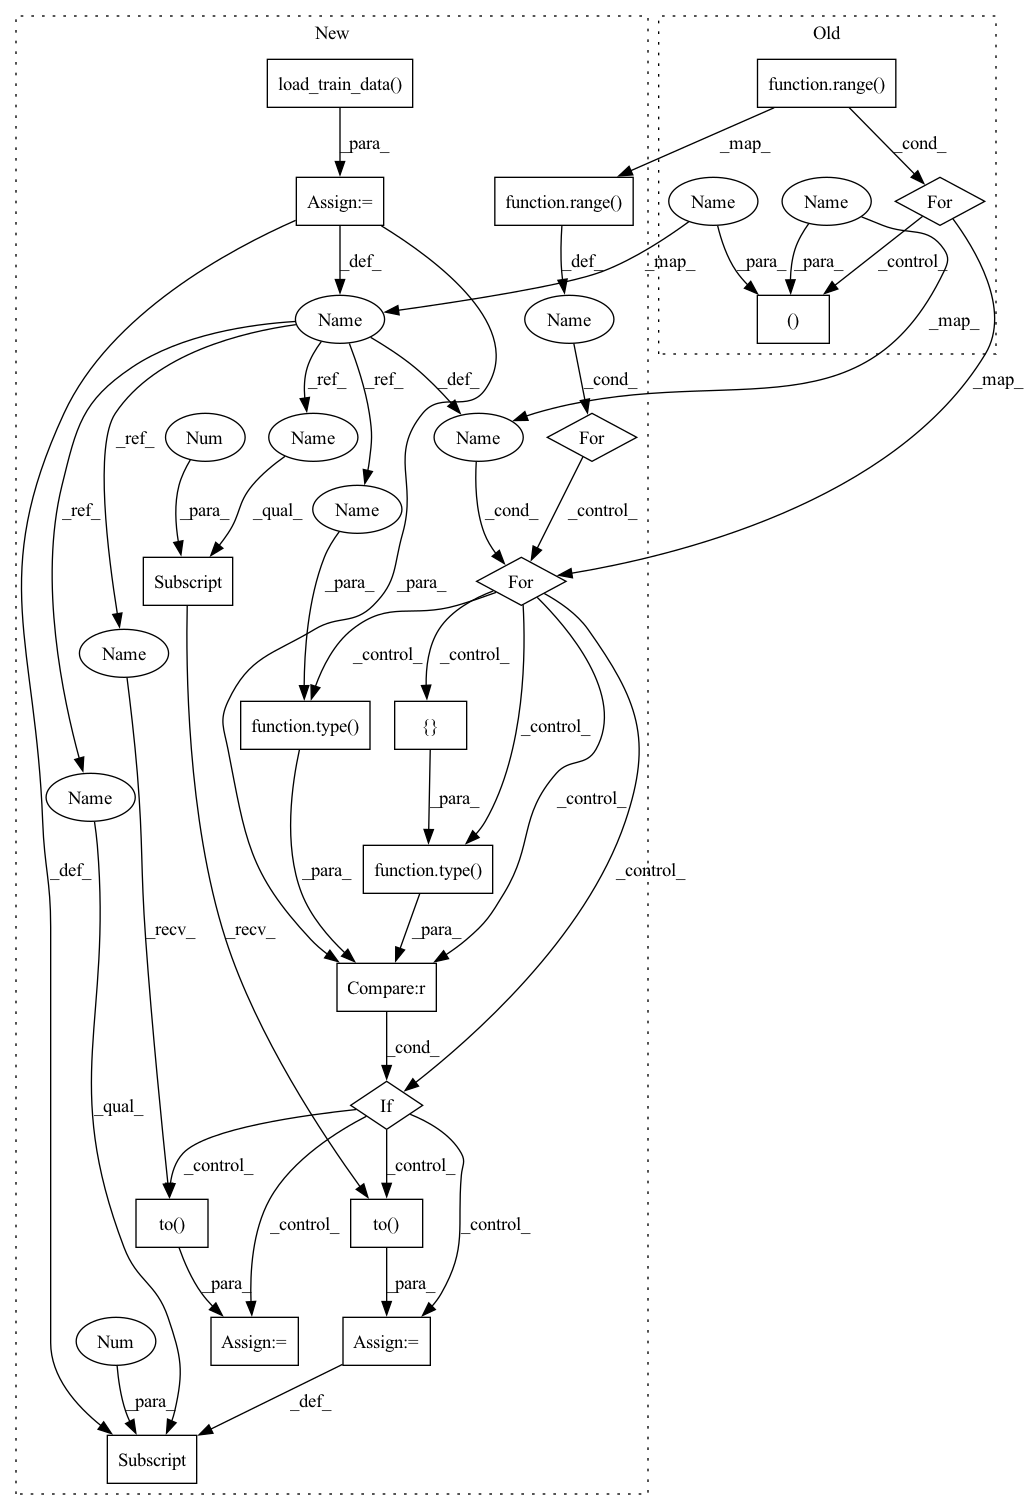 New
Old
load_train_data()
function.range()
_para_
_map_
_cond_
Assign:=
function.range()
Name
Name
For
_def_
_def_
_map_
_para_
_para_
_control_
Name
Name
()
_ref_
_ref_
_def_
_cond_
_map_
_map_
Num
Name
Name
For
_ref_
_ref_
_para_
_qual_
Name
_cond_
_control_
Subscript
For
_para_
_para_
Name
_control_
_control_
function.type()
{}
_control_
Name
_para_
_control_
function.type()
_def_
_para_
_control_
_recv_
_recv_
_para_
Compare:r
_cond_
_qual_
If
_control_
_control_
_control_
_control_
to()
to()
_para_
_para_
Num
Assign:=
Assign:=
_para_
_def_
Subscript